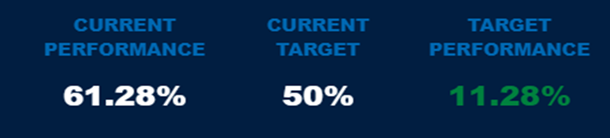 CURRENT
PERFORMANCE
61.28%
CURRENT
TARGET
50%
TARGET
PERFORMANCE
11.28%